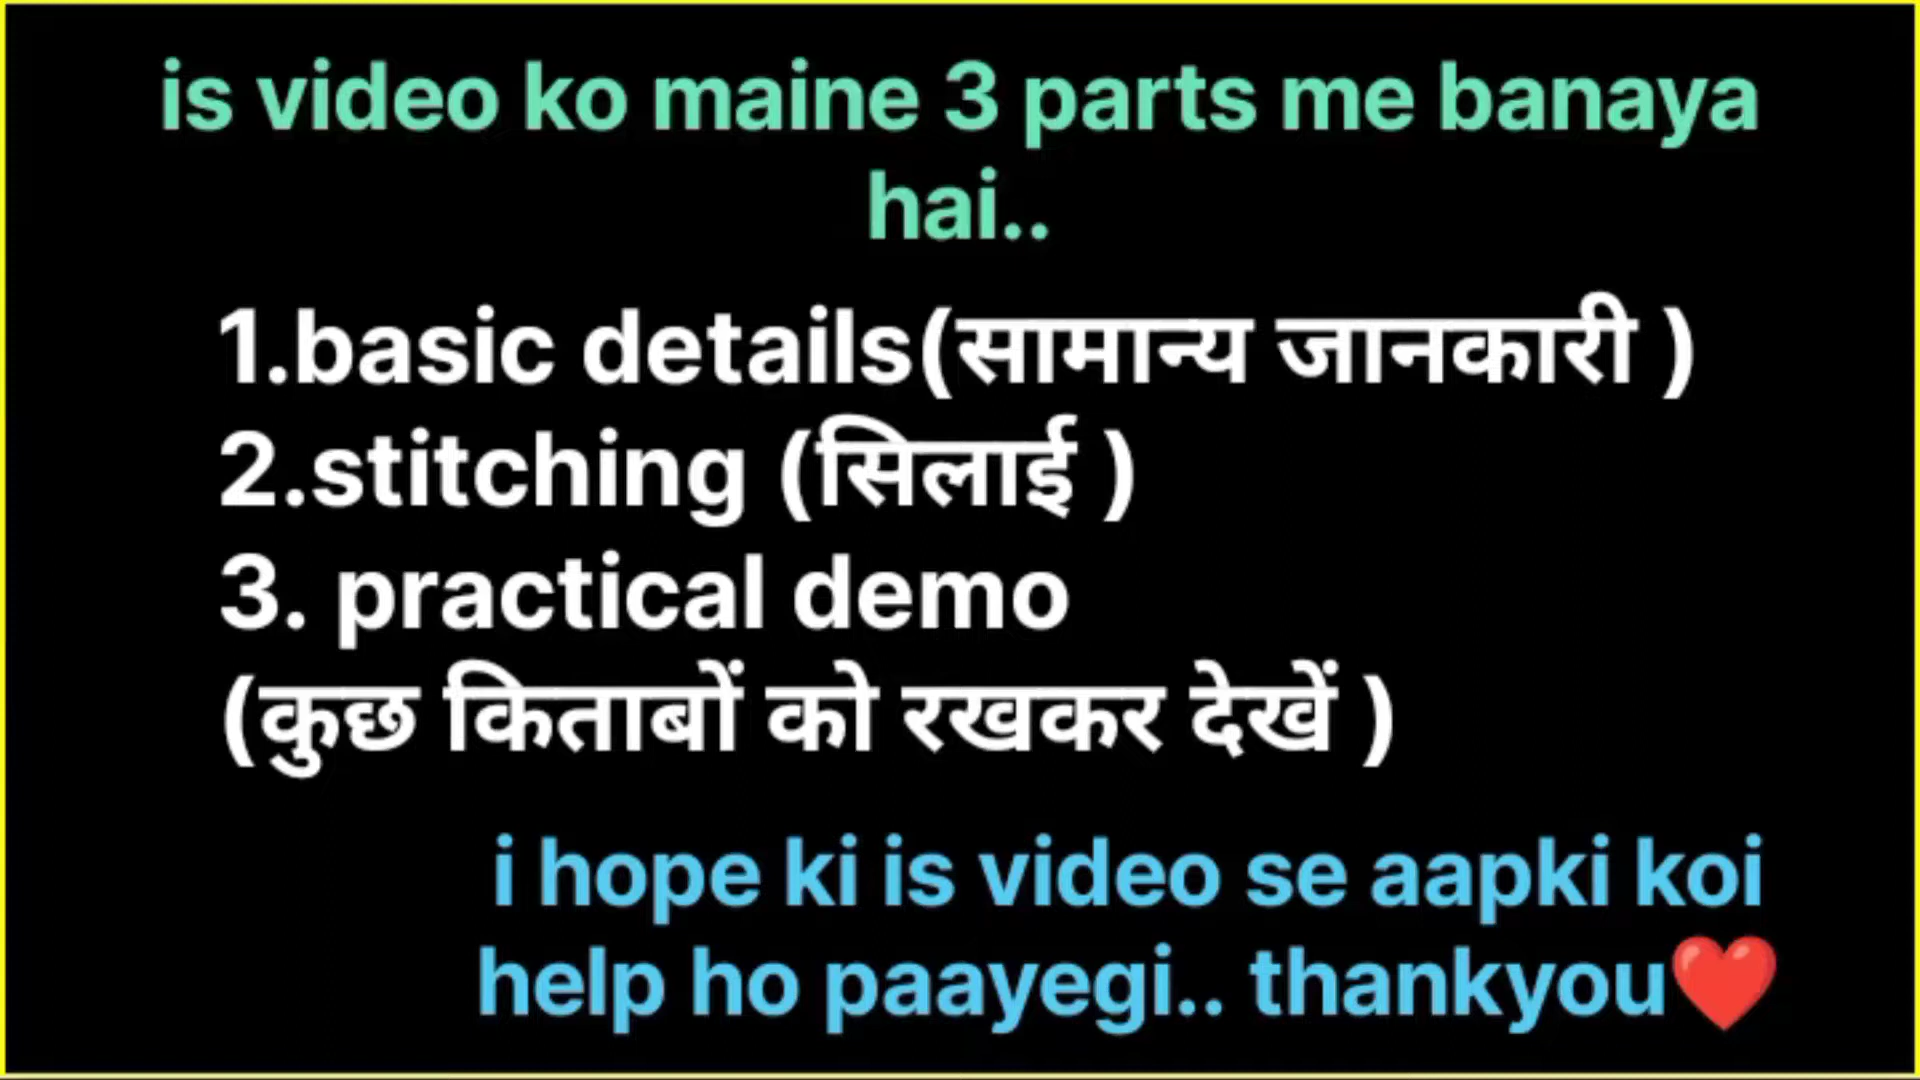 is video ko maine 3 parts me banaya
hai..
1.basic details(सामान्य जानकारी )
2.stitching (सिलाई )
3. practical demo
(कुछ किताबों को रखकर देखें )
i hope ki is video se aapki koi
help ho paayegi.. thankyou❤️